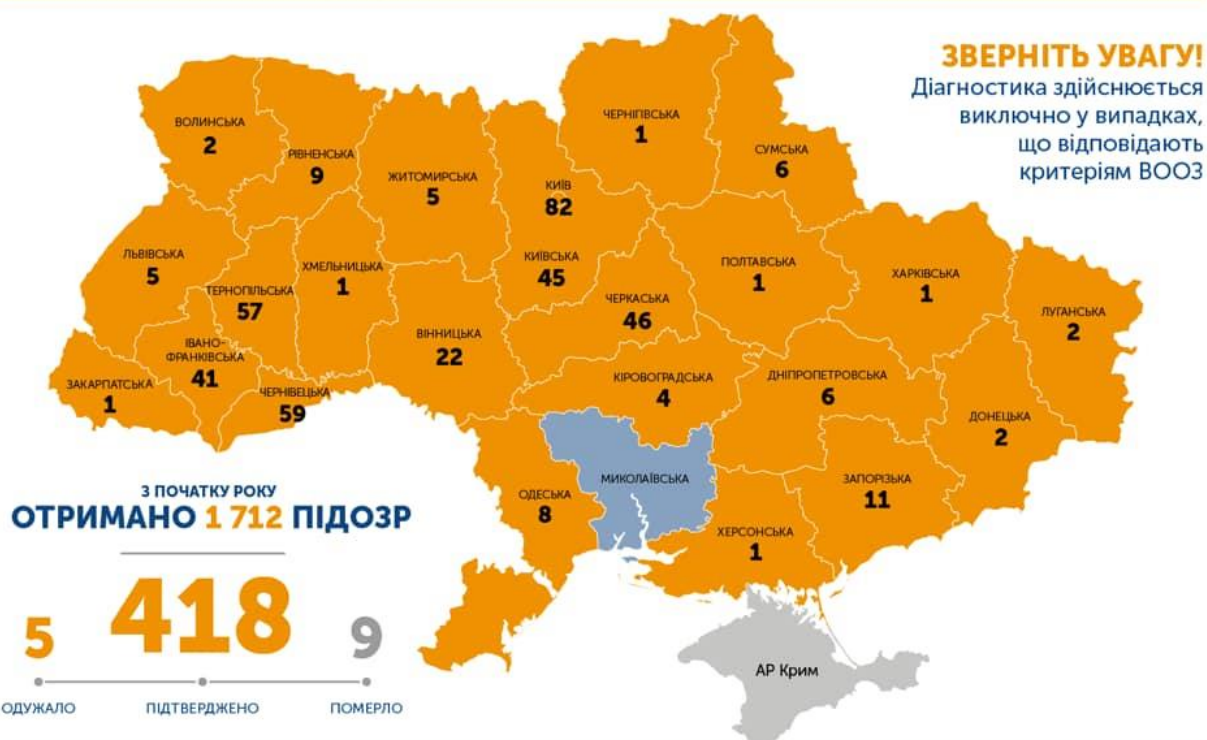 ЗВЕРНІТЬ УВАГУ!
Діагностика здійснюється
виключно у випадках,
що відповідають
критеріям ВООЗ
ВОЛИНСЬКА
2
РІВНЕНСЬКА
9
ЖИТОМИРСЬКА
5
КИЇВ
82
ЧЕРНІГІВСЬКА
1
СУМСЬКА
6
ЛЬВІВСЬКА
5
ТЕРНОПІЛЬСЬКА
57
ХМЕЛЬНИЦЬКА
1
КИЇВСЬКА
45
ЧЕРКАСЬКА
46
ПОЛТАВСЬКА
1
ХАРКІВСЬКА
1
ЛУГАНСЬКА
2
ІВАНО-
ФРАНКІВСЬКА
41
ВІННИЦЬКА
22
ЗАКАРПАТСЬКА
1
ЧЕРНІВЕЦЬКА
59
КІРОВОГРАДСЬКА
4
ДНІПРОПЕТРОВСЬКА
6
ДОНЕЦЬКА
2
ОДЕСЬКА
8
МИКОЛАЇВСЬКА
ЗАПОРІЗЬКА
11
ХЕРСОНСЬКА
1
АР Крим
З ПОЧАТКУ РОКУ
ОТРИМАНО 1 712 ПІДОЗР
5
418
9
ОДУЖАЛО
ПІДТВЕРДЖЕНО
ПОМЕРЛО